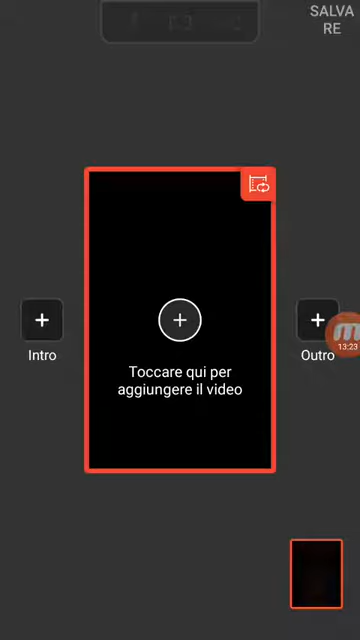 SALVA
RE
Intro
Toccare qui per
aggiungere il video
Outro
13:23